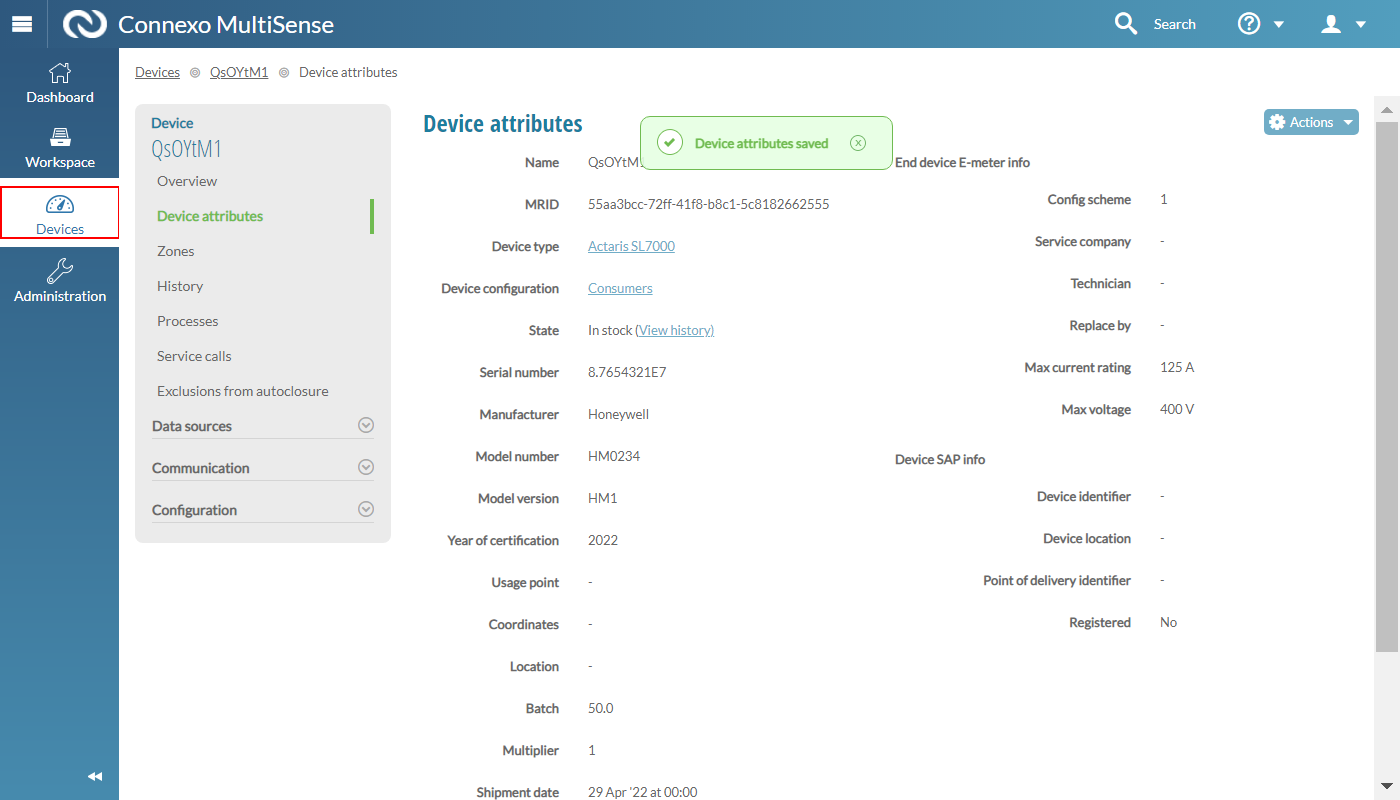 Connexo MultiSense
Search
Dashboard
Workspace
Devices
Administration
Devices QsOYtM1 Device attributes
Device
QsOYtM1
Overview
Device attributes
Zones
History
Processes
Service calls
Exclusions from autoclosure
Data sources
Communication
Configuration
Device attributes
Device attributes saved
Actions
Name QsOYtM
MRID 55aa3bcc-72ff-41f8-b8c1-5c8182662555
Device type Actaris SL7000
Device configuration Consumers
State In stock (View history)
Serial number 8.7654321E7
Manufacturer Honeywell
Model number HM0234
Model version HM1
Year of certification 2022
Usage point -
Coordinates -
Location -
Batch 50.0
Multiplier 1
Shipment date 29 Apr '22 at 00:00
End device E-meter info
Config scheme 1
Service company -
Technician -
Replace by -
Max current rating 125 A
Max voltage 400 V
Device SAP info
Device identifier -
Device location -
Point of delivery identifier -
Registered No